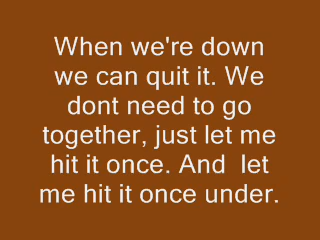 When we're down
we can quit it. We
dont need to go
together, just let me
hit it once. And  let
me hit it once under.